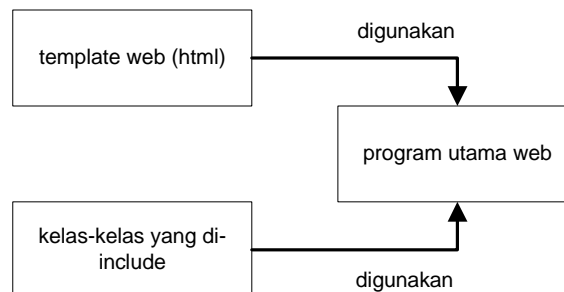 digunakan
template web (html)
program utama web
kelas-kelas yang di-
include
digunakan